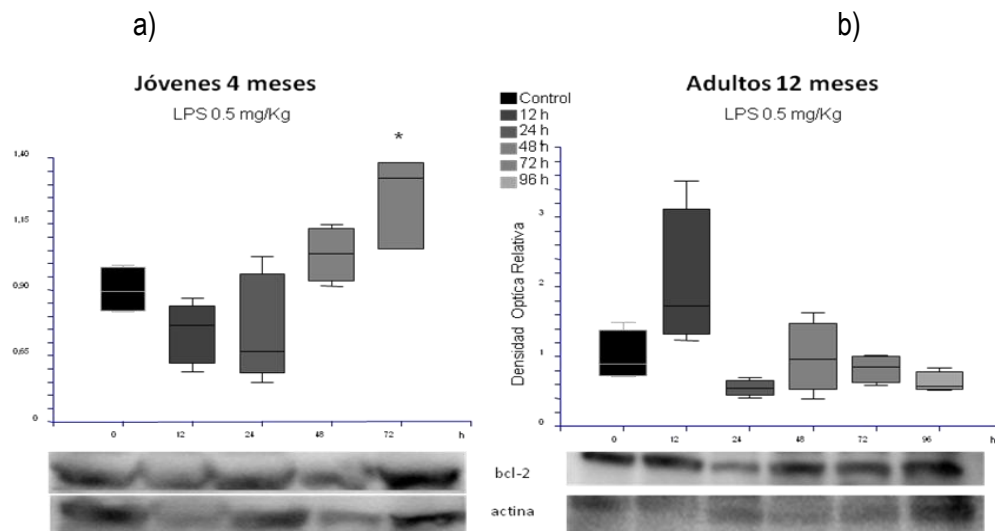 a)
b)
Jóvenes 4 meses
LPS 0.5 mg/Kg
Adultos 12 meses
LPS 0.5 mg/Kg
Control
12 h
24 h
48 h
72 h
96 h
*
1,40
1,15
0,90
0,65
0
0 12 24 48 72 h
Densidad Optíca Relativa
3
2
1
0
0 12 24 48 72 96 h
bcl-2
actina